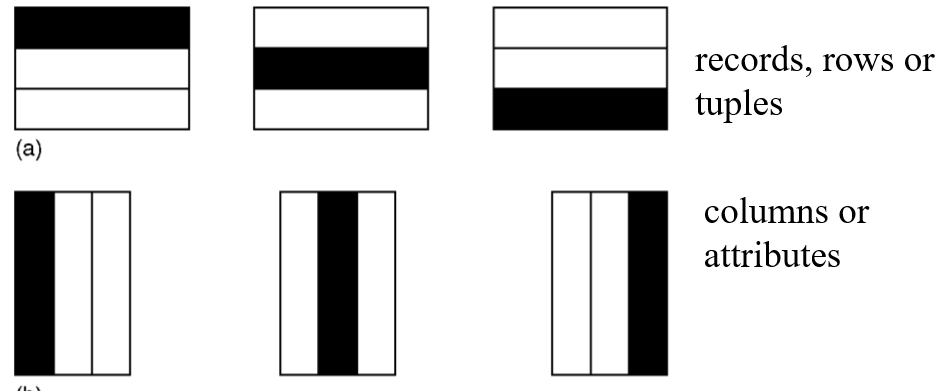 records, rows or
tuples
(a)
columns or
attributes